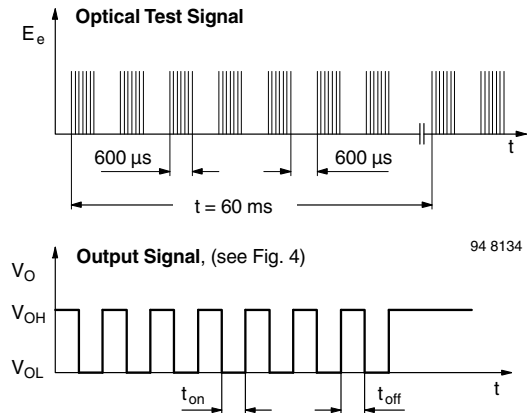 Optical Test Signal
E e
t
600 µs
600 µs
t = 60 ms
94 8134
Output Signal, (see Fig. 4)
V O
V OH
V OL
t on
t off
t